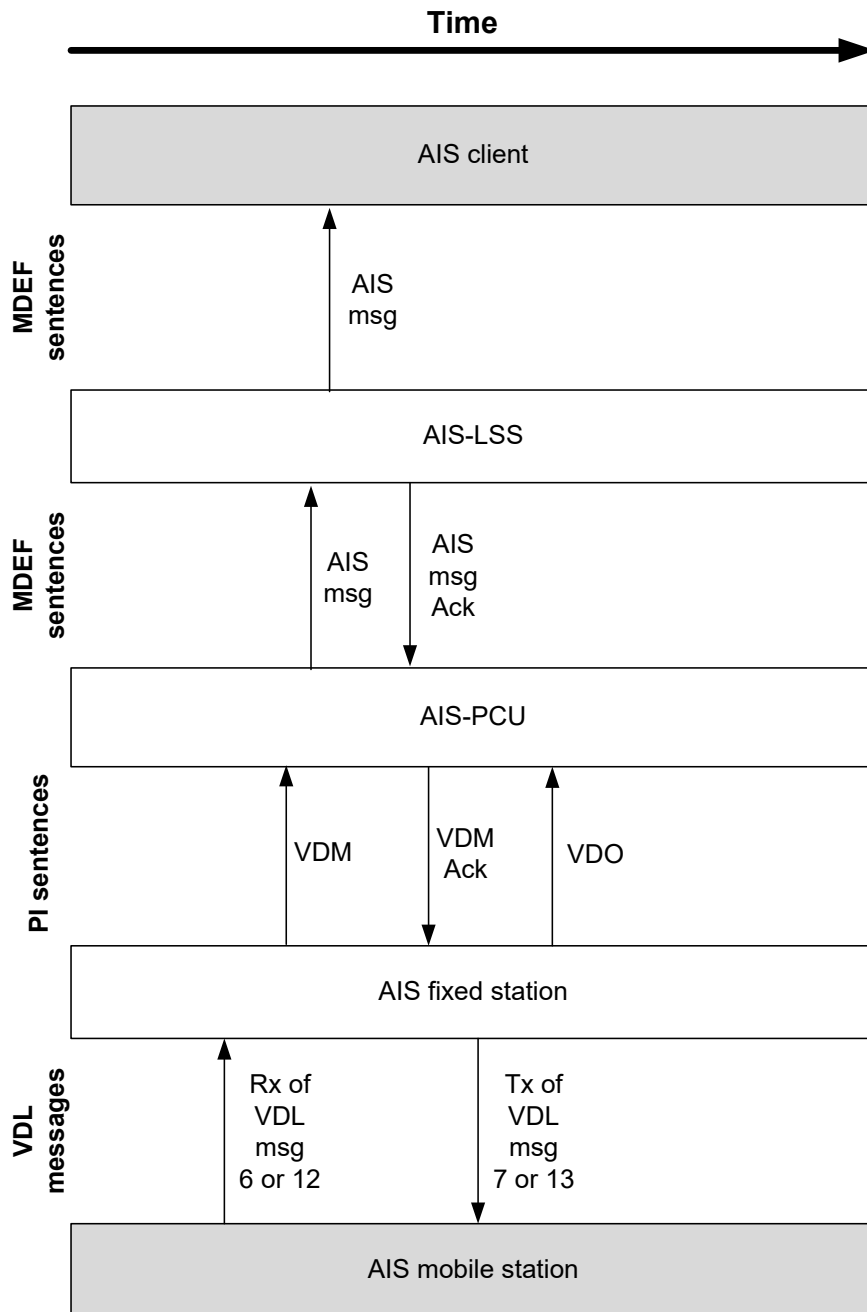 Time
AIS client
MDEF
sentences
AIS
msg
AIS-LSS
MDEF
sentences
AIS
msg
AIS
msg
Ack
AIS-PCU
PI sentences
VDM
VDM
Ack
VDO
AIS fixed station
VDL
messages
Rx of
VDL
msg
6 or 12
Tx of
VDL
msg
7 or 13
AIS mobile station